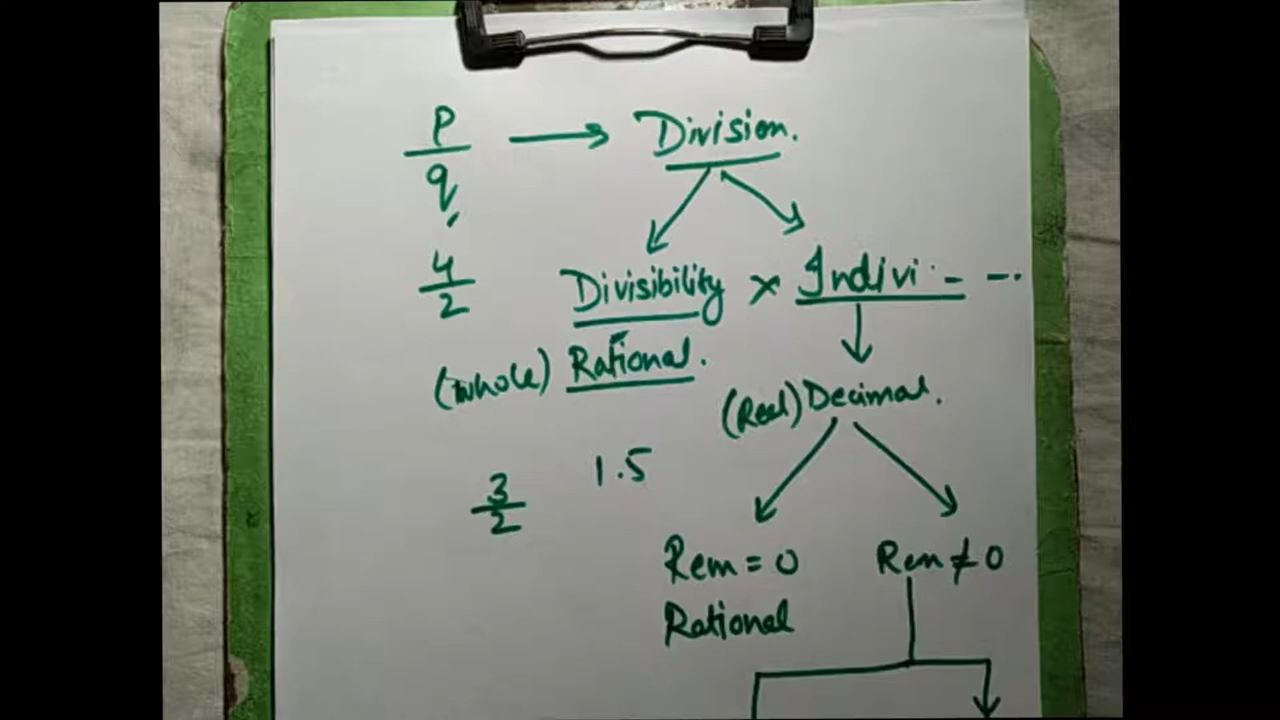 P/q → Division.
4/2 Divisibility × Indivi - - ..
(whole) Rational.
(Real) Decimal.
3/2 1.5
Rem = 0 Rem ≠ 0
Rational